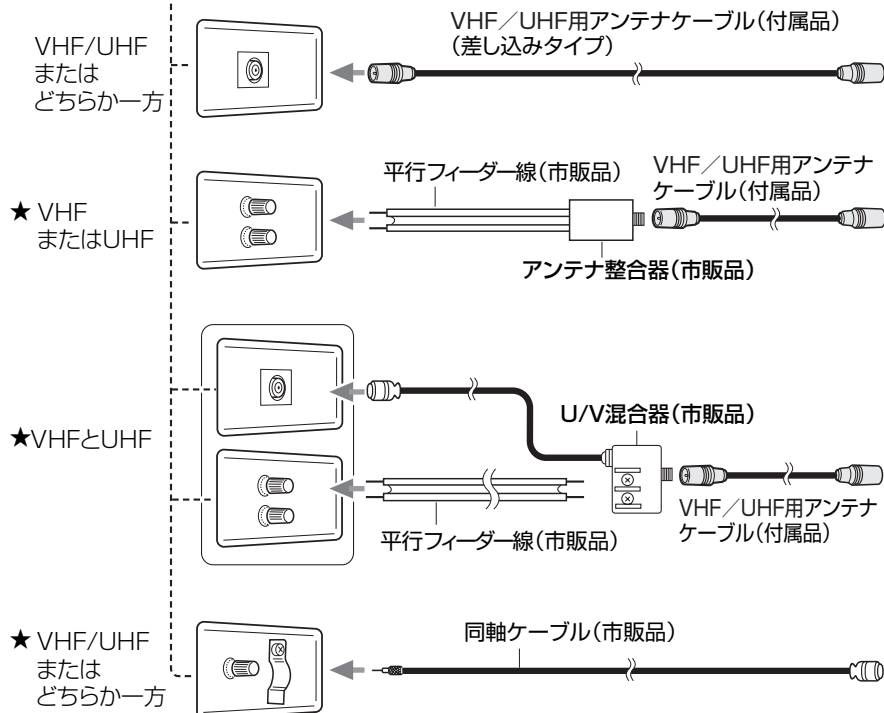 VHF/UHF
または
どちらか一方
VHF／UHF用アンテナケーブル(付属品)
(差し込みタイプ)
★ VHF
またはUHF
平行フィーダー線(市販品)
VHF／UHF用アンテナ
ケーブル(付属品)
アンテナ整合器(市販品)
★VHFとUHF
U/V混合器(市販品)
VHF／UHF用アンテナ
ケーブル(付属品)
平行フィーダー線(市販品)
★ VHF/UHF
または
どちらか一方
同軸ケーブル(市販品)